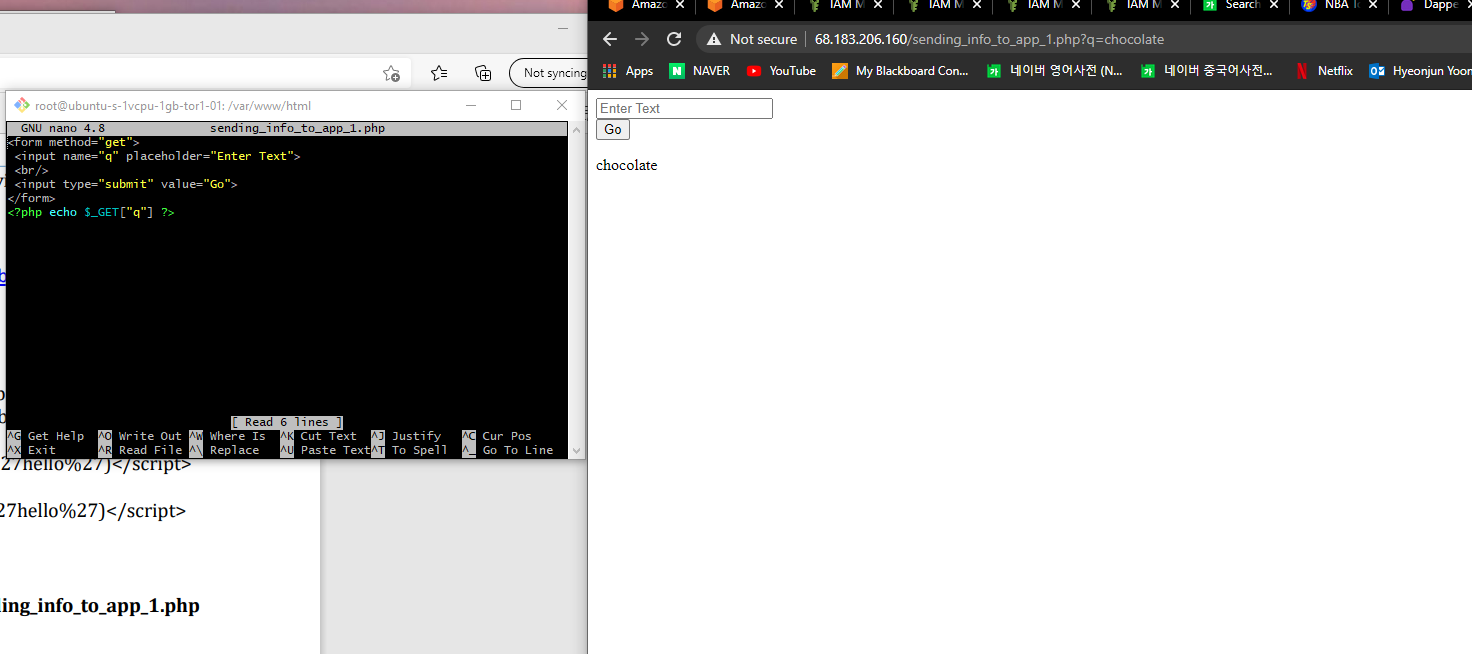 Not syncing
root@ubuntu-s-1vcpu-1gb-tor1-01: /var/www/html
GNU nano 4.8 sending_info_to_app_1.php
<form method="get">
<input name="q" placeholder="Enter Text">
<br/>
<input type="submit" value="Go">
</form>
<?php echo $_GET["q"] ?>
[ Read 6 lines ]
^G Get Help ^O Write Out ^W Where Is ^K Cut Text ^J Justify ^C Cur Pos
^X Exit ^R Read File ^\ Replace ^U Paste Text ^T To Spell ^_ Go To Line
27hello%27)</script>
27hello%27)</script>
ling_info_to_app_1.php
Amaz Amaz IAM M IAM M IAM M IAM M Search NBA T Dappe
Not secure 68.183.206.160/sending_info_to_app_1.php?q=chocolate
Apps NAVER YouTube My Blackboard Con... 네이버 영어사전 (N... 네이버 중국어사전... Netflix Hyeonjun Yoon
Enter Text
Go
chocolate